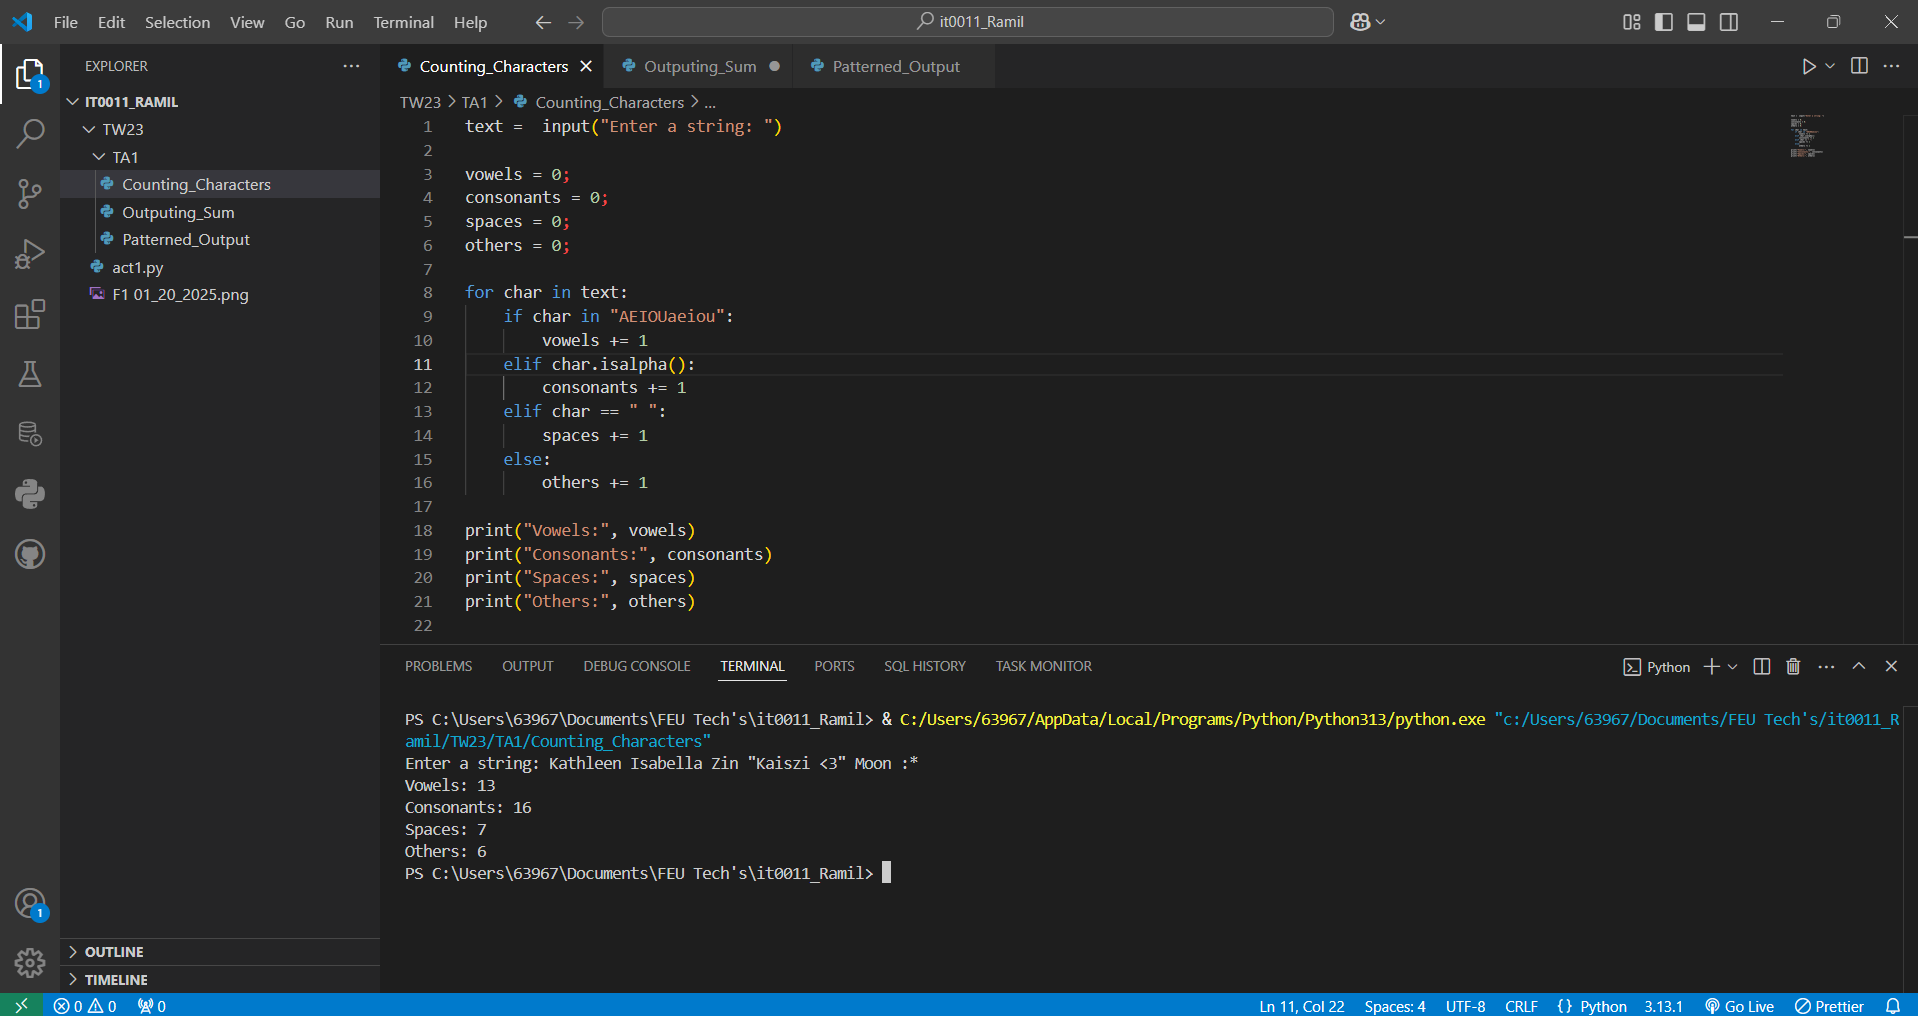 File Edit Selection View Go Run Terminal Help
it0011_Ramil
EXPLORER
IT0011_RAMIL
TW23
TA1
Counting_Characters
Outputing_Sum
Patterned_Output
act1.py
F1 01_20_2025.png
OUTLINE
TIMELINE
1
1
Counting_Characters Outputing_Sum Patterned_Output
TW23 > TA1 > Counting_Characters > ...
1 text =  input("Enter a string: ")
2
3 vowels = 0;
4 consonants = 0;
5 spaces = 0;
6 others = 0;
7
8 for char in text:
9     if char in "AEIOUaeiou":
10         vowels += 1
11     elif char.isalpha():
12         consonants += 1
13     elif char == " ":
14         spaces += 1
15     else:
16         others += 1
17
18 print("Vowels:", vowels)
19 print("Consonants:", consonants)
20 print("Spaces:", spaces)
21 print("Others:", others)
22
PROBLEMS OUTPUT DEBUG CONSOLE TERMINAL PORTS SQL HISTORY TASK MONITOR
Python
PS C:\Users\63967\Documents\FEU Tech's\it0011_Ramil> & C:/Users/63967/AppData/Local/Programs/Python/Python313/python.exe "c:/Users/63967/Documents/FEU Tech's/it0011_R
amil/TW23/TA1/Counting_Characters"
Enter a string: Kathleen Isabella Zin "Kaiszi <3" Moon :*
Vowels: 13
Consonants: 16
Spaces: 7
Others: 6
PS C:\Users\63967\Documents\FEU Tech's\it0011_Ramil>
0 0 0 Ln 11, Col 22 Spaces: 4 UTF-8 CRLF {} Python 3.13.1 Go Live Prettier